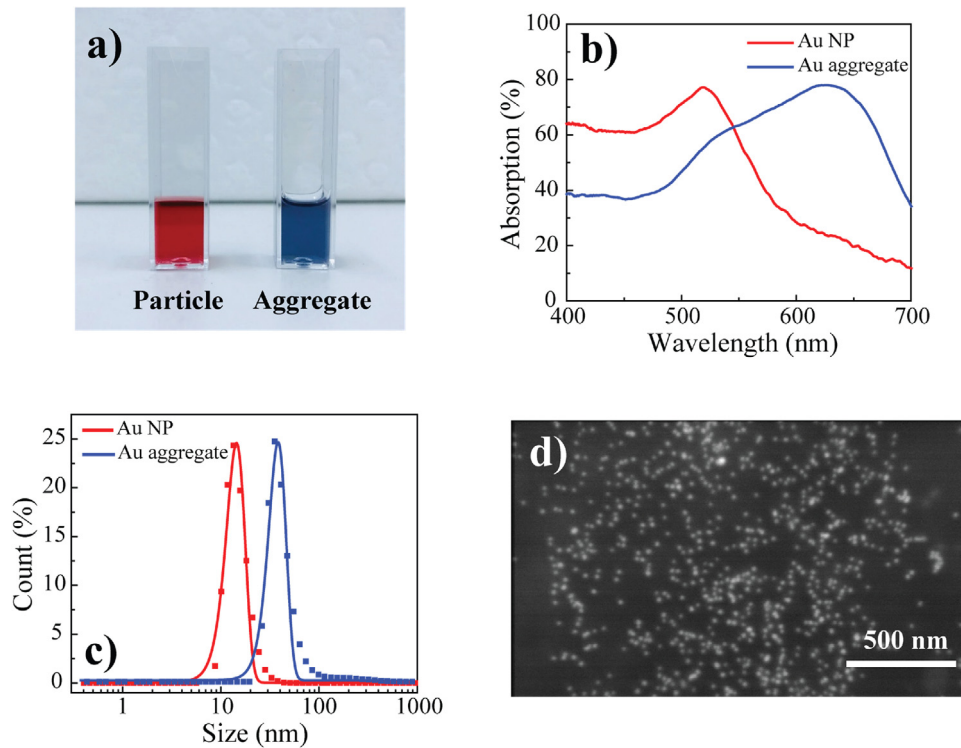 a)
Particle Aggregate
b)
Au NP
Au aggregate
Absorption (%)
80
60
40
20
0
100
400 500 600 700
Wavelength (nm)
c)
Au NP
Au aggregate
Count (%)
25
20
15
10
5
0
1 10 100 1000
Size (nm)
d)
500 nm